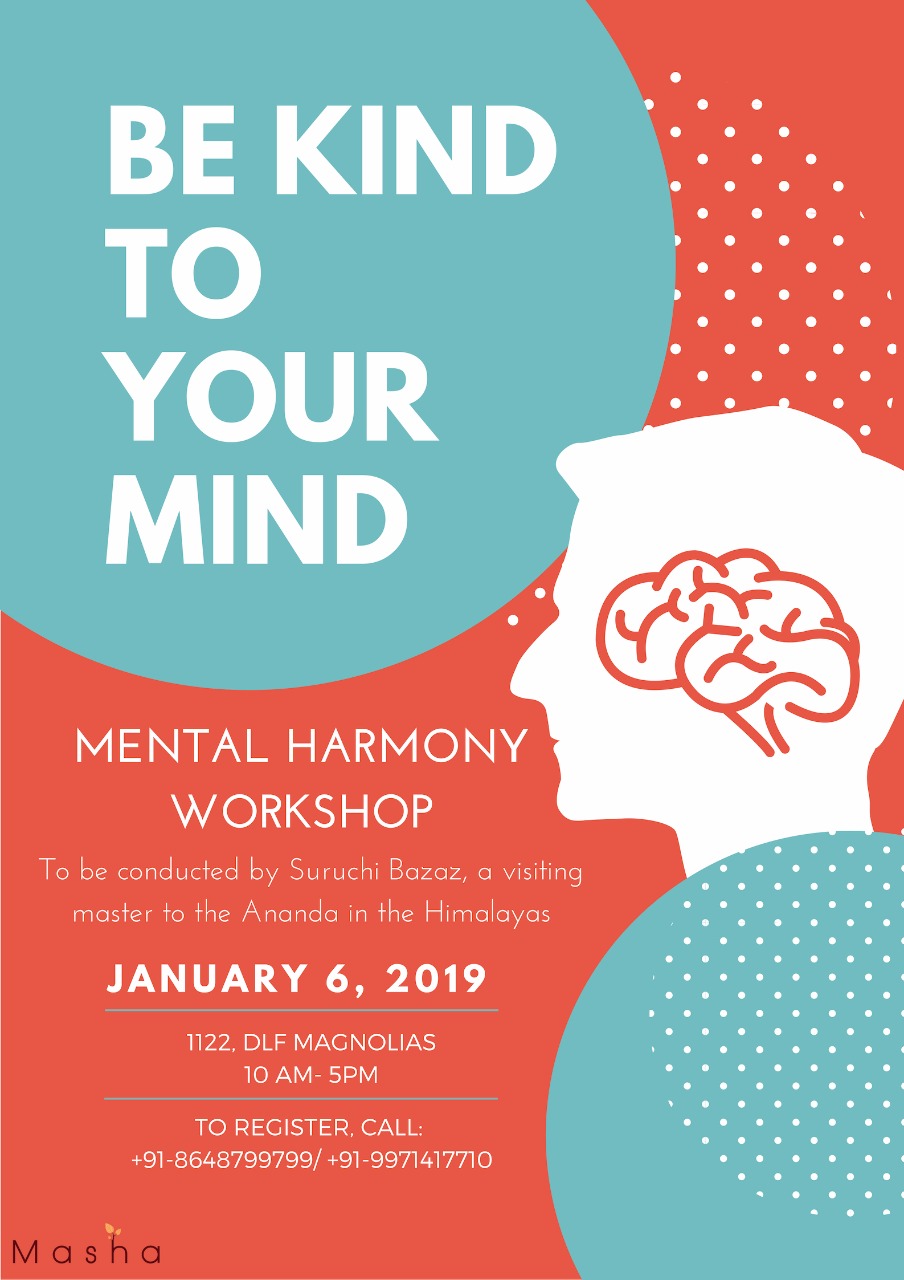 BE KIND
TO
YOUR
MIND
MENTAL HARMONY
WORKSHOP
To be conducted by Suruchi Bazaz, a visiting
master to the Ananda in the Himalayas
JANUARY 6, 2019
1122, DLF MAGNOLIAS
10 AM- 5PM
TO REGISTER, CALL:
+91-8648799799/ +91-9971417710
Masha